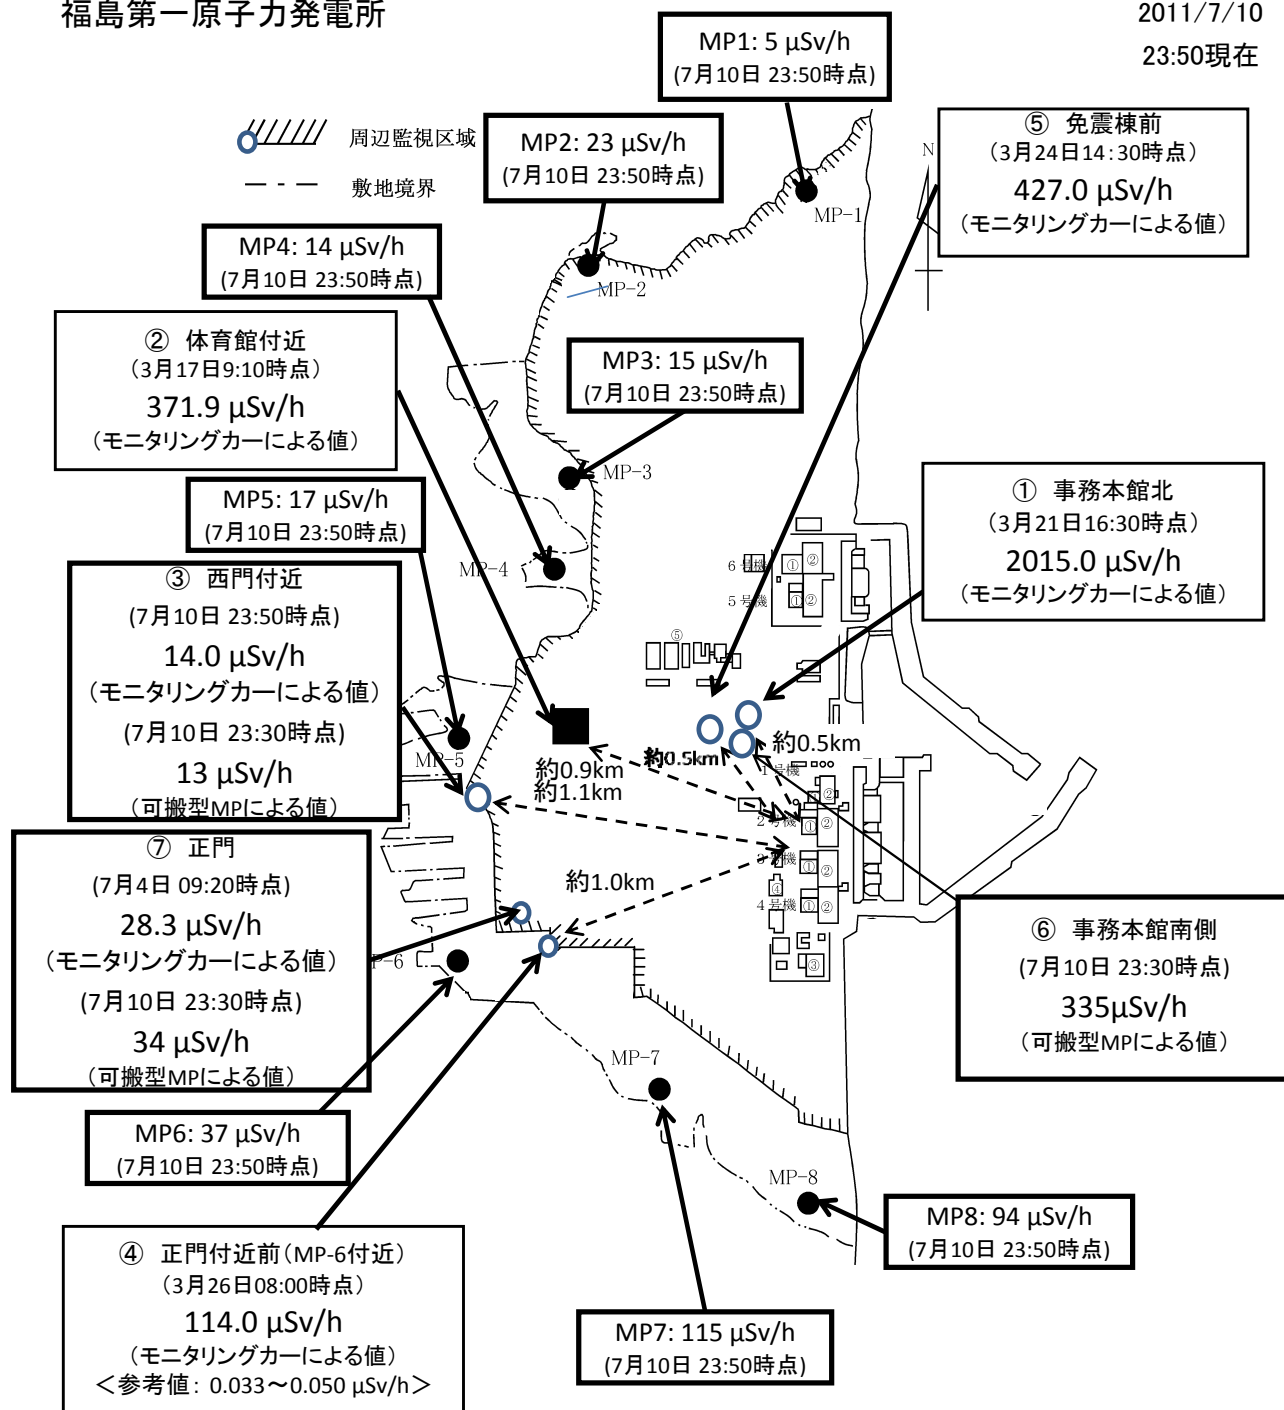 福島第一原子力発電所
2011/7/10
23:50現在
MP1: 5 μSv/h
(7月10日 23:50時点)
周辺監視区域
敷地境界
MP2: 23 μSv/h
(7月10日 23:50時点)
⑤ 免震棟前
(3月24日14:30時点)
427.0 μSv/h
(モニタリングカーによる値)
N
MP-1
MP4: 14 μSv/h
(7月10日 23:50時点)
MP-2
② 体育館付近
(3月17日9:10時点)
371.9 μSv/h
(モニタリングカーによる値)
MP3: 15 μSv/h
(7月10日 23:50時点)
MP-3
MP5: 17 μSv/h
(7月10日 23:50時点)
① 事務本館北
(3月21日16:30時点)
2015.0 μSv/h
(モニタリングカーによる値)
MP-4
6号機 ① ②
5号機 ① ②
③ 西門付近
(7月10日 23:50時点)
14.0 μSv/h
(モニタリングカーによる値)
(7月10日 23:30時点)
13 μSv/h
(可搬型MPによる値)
⑤
MP-5
約0.5km
約0.5km
約0.9km
約1.1km
1号機
②
2号機 ① ②
3号機 ① ②
④
4号機 ① ②
③
約1.0km
⑦ 正門
(7月4日 09:20時点)
28.3 μSv/h
(モニタリングカーによる値)
(7月10日 23:30時点)
34 μSv/h
(可搬型MPによる値)
P-6
⑥ 事務本館南側
(7月10日 23:30時点)
335μSv/h
(可搬型MPによる値)
MP-7
MP6: 37 μSv/h
(7月10日 23:50時点)
MP-8
MP8: 94 μSv/h
(7月10日 23:50時点)
④ 正門付近前(MP-6付近)
(3月26日08:00時点)
114.0 μSv/h
(モニタリングカーによる値)
<参考値: 0.033～0.050 μSv/h>
MP7: 115 μSv/h
(7月10日 23:50時点)